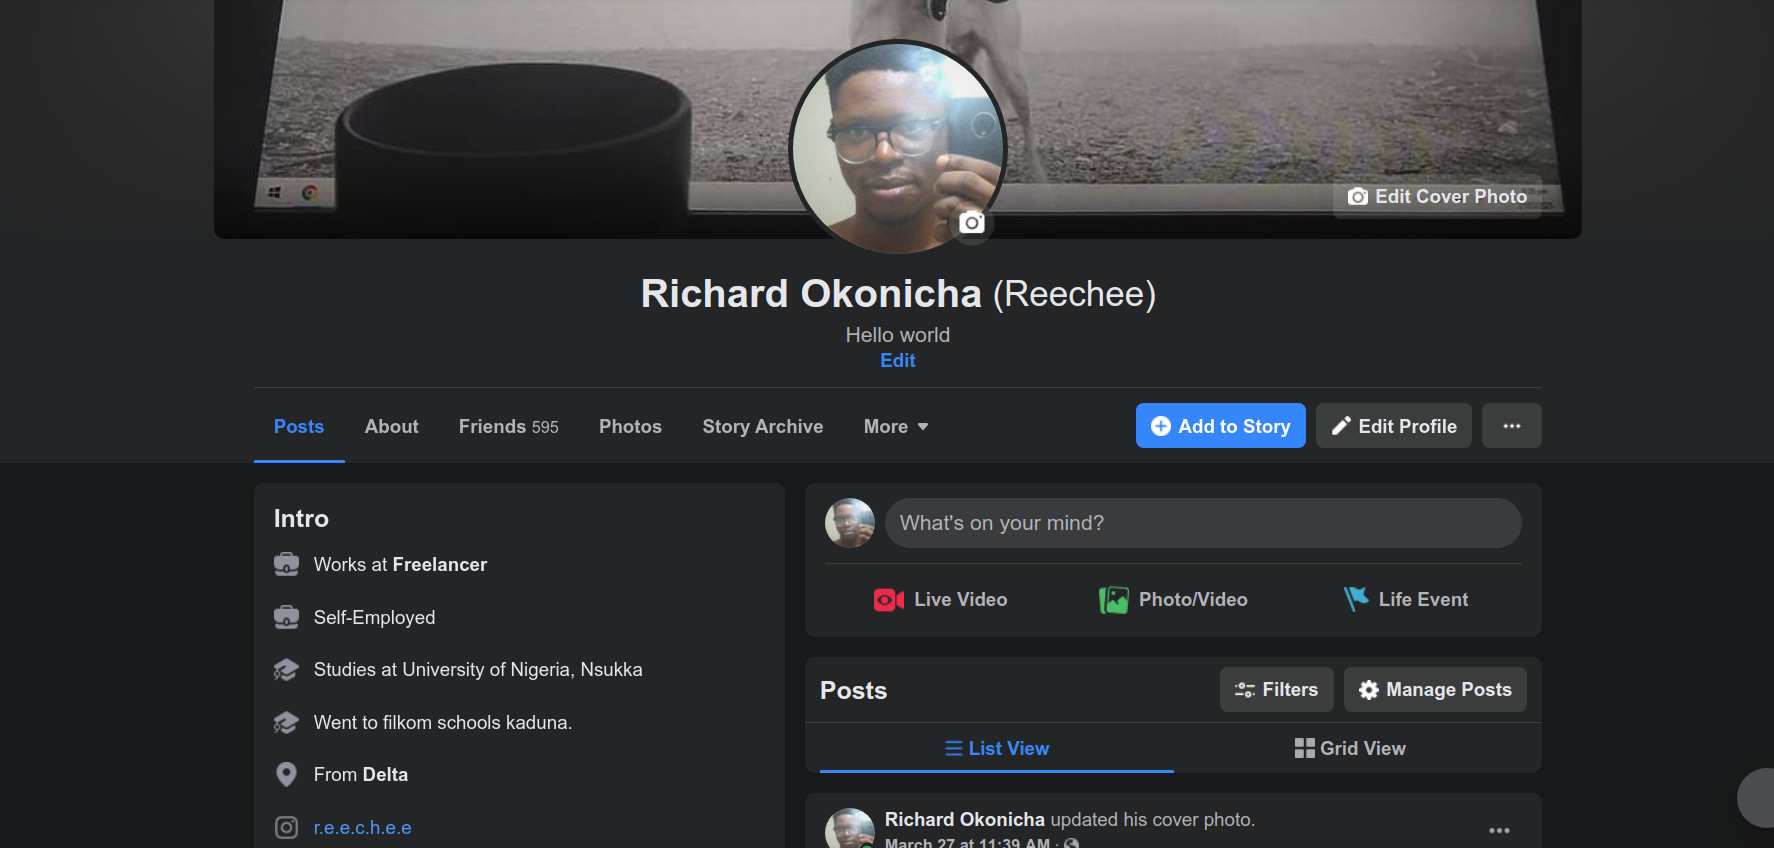 Edit Cover Photo
Richard Okonicha (Reechee)
Hello world
Edit
Posts About Friends 595 Photos Story Archive More
Add to Story Edit Profile
Intro
Works at Freelancer
Self-Employed
Studies at University of Nigeria, Nsukka
Went to filkom schools kaduna.
From Delta
r.e.e.c.h.e.e
What's on your mind?
Live Video Photo/Video Life Event
Posts Filters Manage Posts
List View Grid View
Richard Okonicha updated his cover photo.
March 27 at 11:39 AM ·